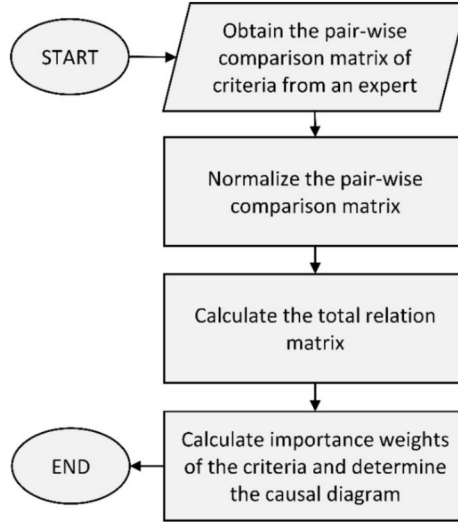 START
Obtain the pair-wise
comparison matrix of
criteria from an expert
Normalize the pair-wise
comparison matrix
Calculate the total relation
matrix
Calculate importance weights
of the criteria and determine
the causal diagram
END